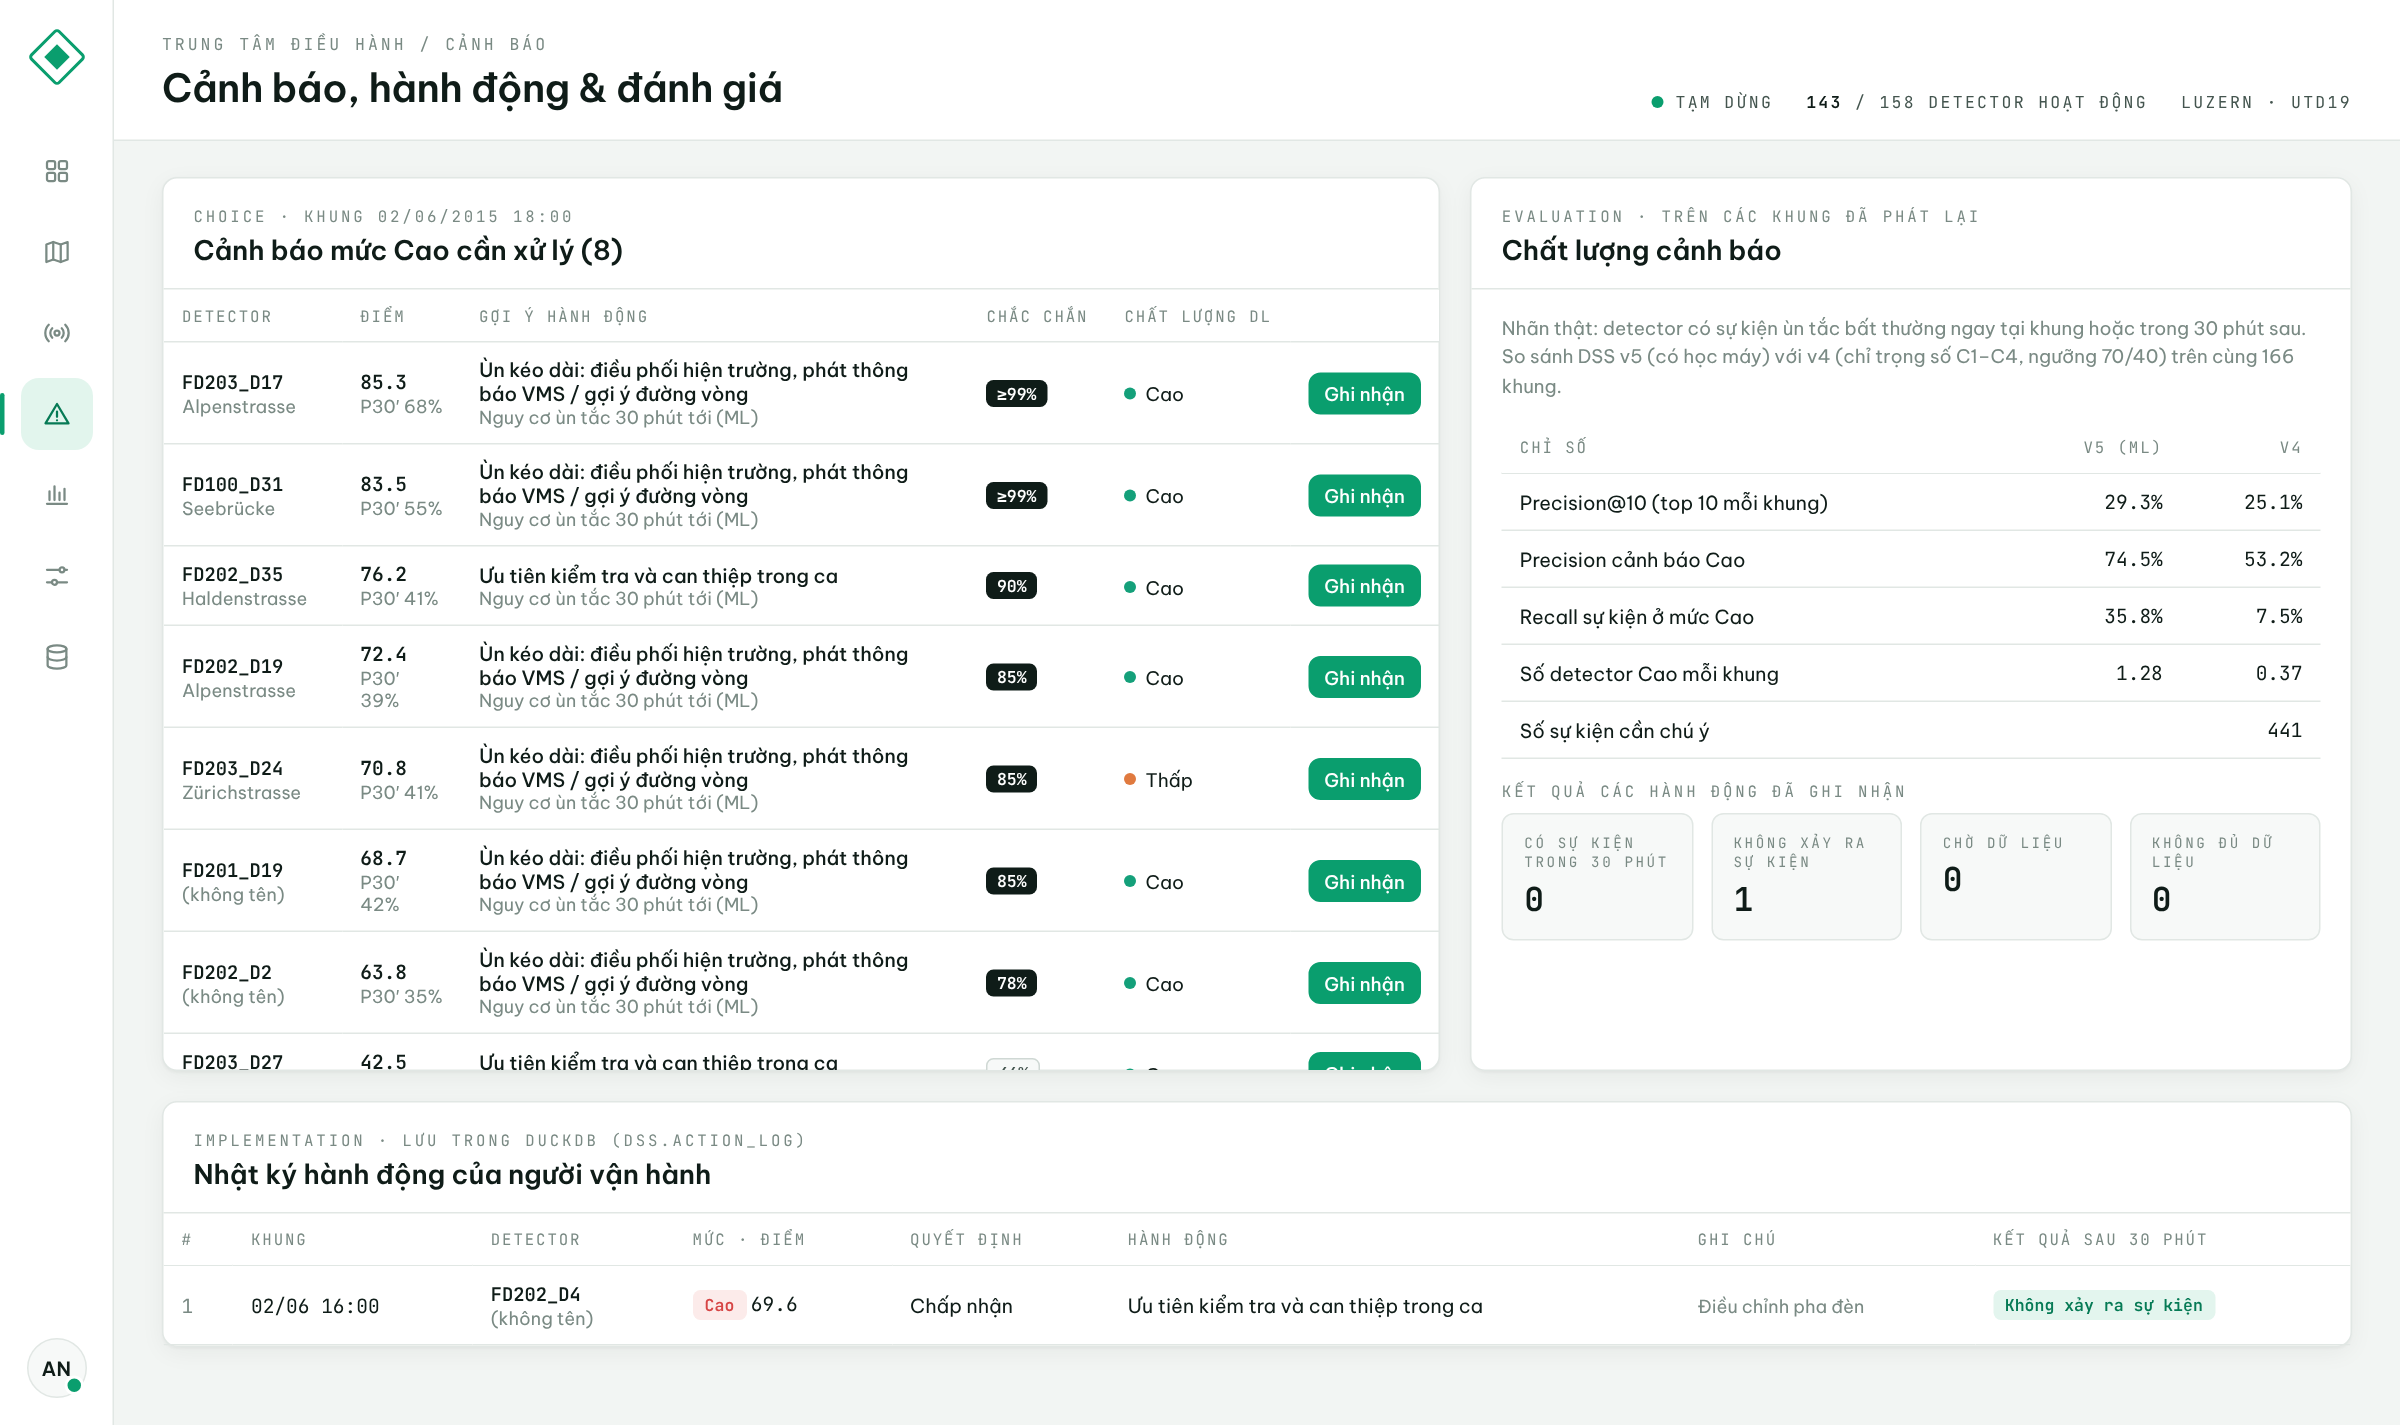 TRUNG TÂM ĐIỀU HÀNH / CẢNH BÁO
Cảnh báo, hành động & đánh giá
TẠM DỪNG 143 / 158 DETECTOR HOẠT ĐỘNG LUZERN · UTD19
CHOICE · KHUNG 02/06/2015 18:00
Cảnh báo mức Cao cần xử lý (8)
DETECTOR ĐIỂM GỢI Ý HÀNH ĐỘNG CHẮC CHẮN CHẤT LƯỢNG DL
FD203_D17
Alpenstrasse
85.3
P30′ 68%
Ùn kéo dài: điều phối hiện trường, phát thông
báo VMS / gợi ý đường vòng
Nguy cơ ùn tắc 30 phút tới (ML)
≥99%
Cao
Ghi nhận
FD100_D31
Seebrücke
83.5
P30′ 55%
Ùn kéo dài: điều phối hiện trường, phát thông
báo VMS / gợi ý đường vòng
Nguy cơ ùn tắc 30 phút tới (ML)
≥99%
Cao
Ghi nhận
FD202_D35
Haldenstrasse
76.2
P30′ 41%
Ưu tiên kiểm tra và can thiệp trong ca
Nguy cơ ùn tắc 30 phút tới (ML)
90%
Cao
Ghi nhận
FD202_D19
Alpenstrasse
72.4
P30′
39%
Ùn kéo dài: điều phối hiện trường, phát thông
báo VMS / gợi ý đường vòng
Nguy cơ ùn tắc 30 phút tới (ML)
85%
Cao
Ghi nhận
FD203_D24
Zürichstrasse
70.8
P30′ 41%
Ùn kéo dài: điều phối hiện trường, phát thông
báo VMS / gợi ý đường vòng
Nguy cơ ùn tắc 30 phút tới (ML)
85%
Thấp
Ghi nhận
FD201_D19
(không tên)
68.7
P30′
42%
Ùn kéo dài: điều phối hiện trường, phát thông
báo VMS / gợi ý đường vòng
Nguy cơ ùn tắc 30 phút tới (ML)
85%
Cao
Ghi nhận
FD202_D2
(không tên)
63.8
P30′ 35%
Ùn kéo dài: điều phối hiện trường, phát thông
báo VMS / gợi ý đường vòng
Nguy cơ ùn tắc 30 phút tới (ML)
78%
Cao
Ghi nhận
FD203_D27
42.5
Ưu tiên kiểm tra và can thiệp trong ca
EVALUATION · TRÊN CÁC KHUNG ĐÃ PHÁT LẠI
Chất lượng cảnh báo
Nhãn thật: detector có sự kiện ùn tắc bất thường ngay tại khung hoặc trong 30 phút sau.
So sánh DSS v5 (có học máy) với v4 (chỉ trọng số C1–C4, ngưỡng 70/40) trên cùng 166
khung.
CHỈ SỐ V5 (ML) V4
Precision@10 (top 10 mỗi khung) 29.3% 25.1%
Precision cảnh báo Cao 74.5% 53.2%
Recall sự kiện ở mức Cao 35.8% 7.5%
Số detector Cao mỗi khung 1.28 0.37
Số sự kiện cần chú ý 441
KẾT QUẢ CÁC HÀNH ĐỘNG ĐÃ GHI NHẬN
CÓ SỰ KIỆN
TRONG 30 PHÚT
0
KHÔNG XẢY RA
SỰ KIỆN
1
CHỜ DỮ LIỆU
0
KHÔNG ĐỦ DỮ
LIỆU
0
IMPLEMENTATION · LƯU TRONG DUCKDB (DSS.ACTION_LOG)
Nhật ký hành động của người vận hành
# KHUNG DETECTOR MỨC · ĐIỂM QUYẾT ĐỊNH HÀNH ĐỘNG GHI CHÚ KẾT QUẢ SAU 30 PHÚT
1
02/06 16:00
FD202_D4
(không tên)
Cao 69.6
Chấp nhận
Ưu tiên kiểm tra và can thiệp trong ca
Điều chỉnh pha đèn
Không xảy ra sự kiện
AN